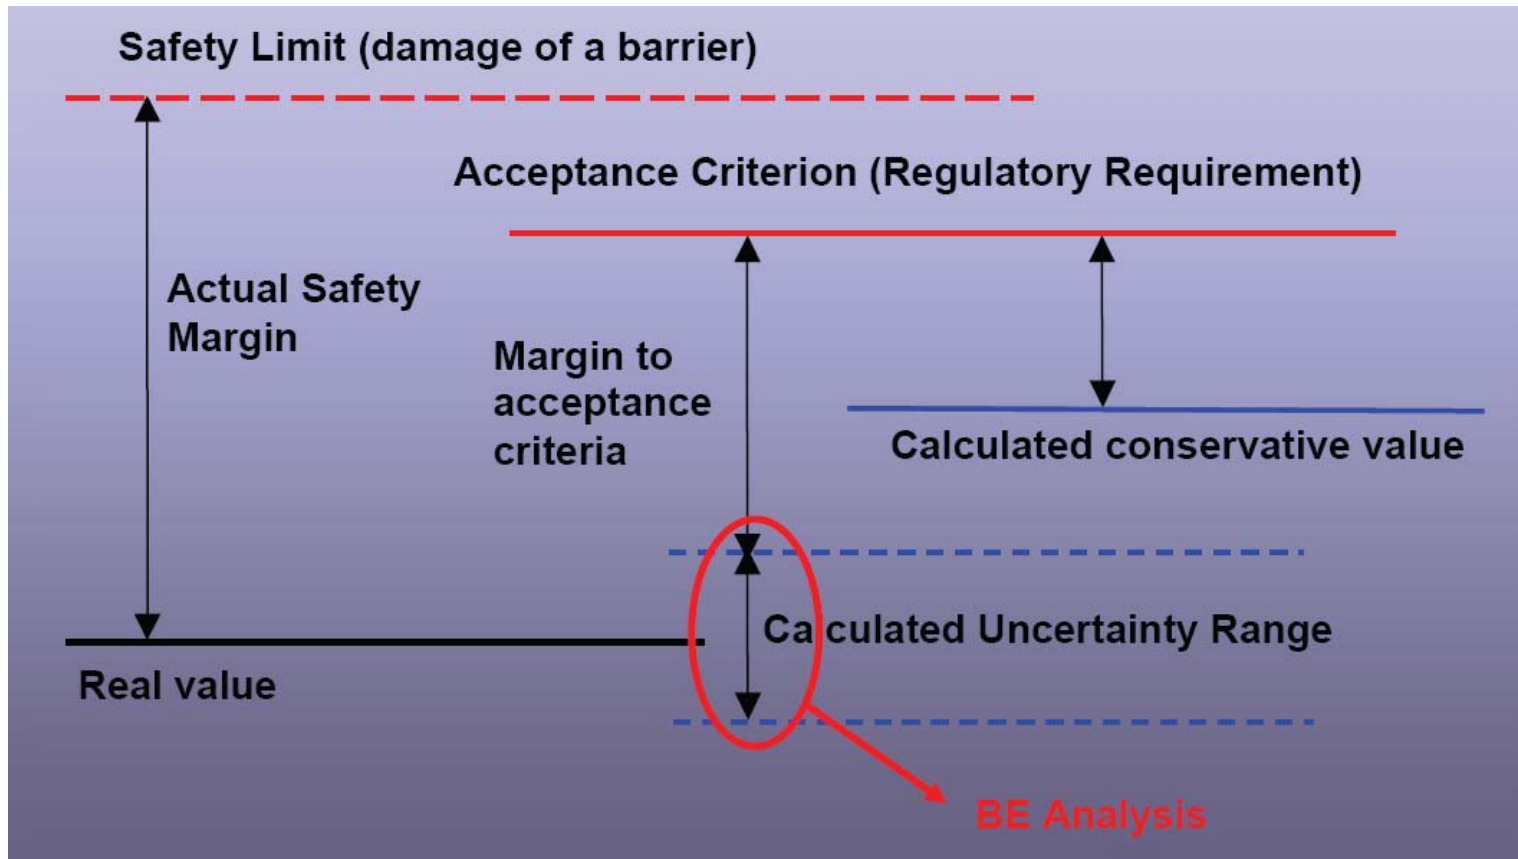 Safety Limit (damage of a barrier)
Acceptance Criterion (Regulatory Requirement)
Actual Safety
Margin
Margin to
acceptance
criteria
Calculated conservative value
Calculated Uncertainty Range
Real value
BE Analysis